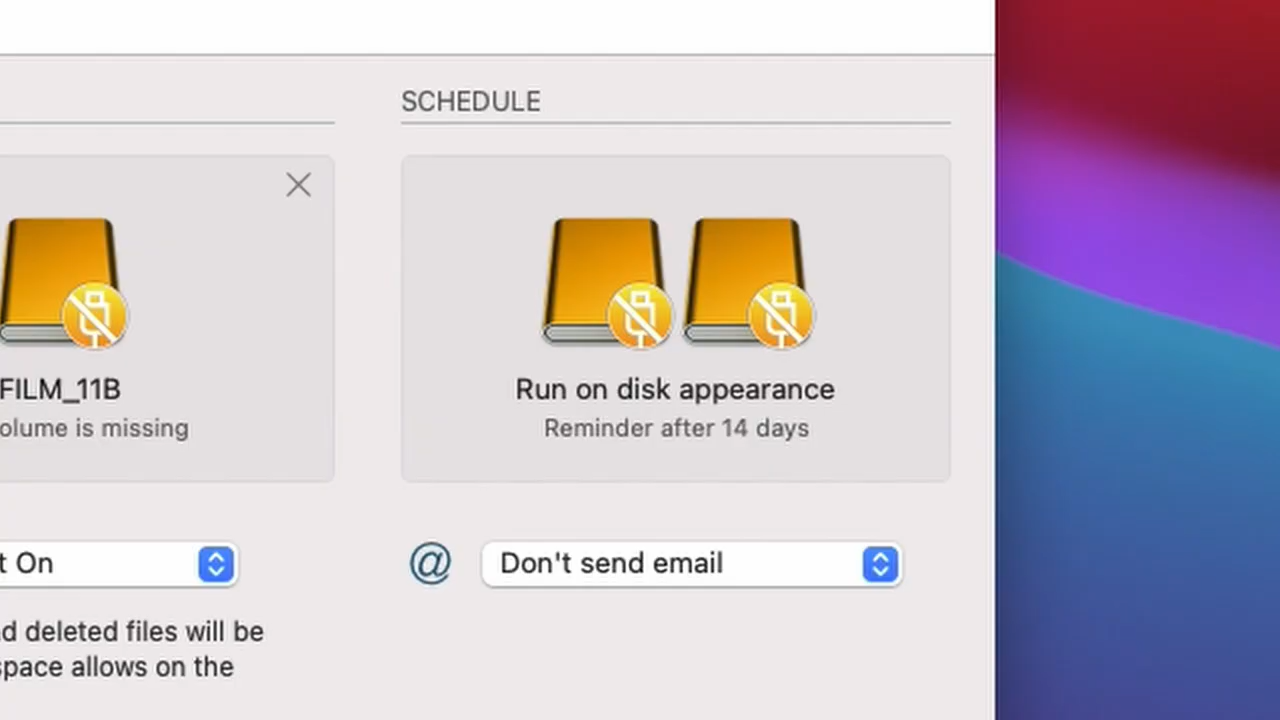 SCHEDULE
FILM_11B
olume is missing
Run on disk appearance
Reminder after 14 days
t On
@ Don't send email
d deleted files will be
space allows on the